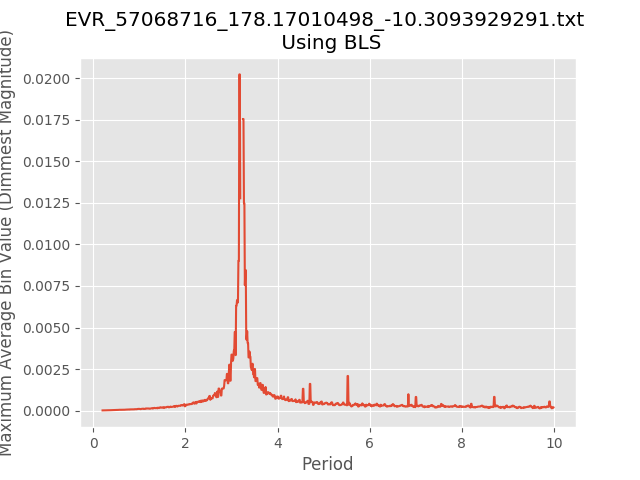 EVR_57068716_178.17010498_-10.3093929291.txt
Using BLS
Maximum Average Bin Value (Dimmest Magnitude)
0.0200
0.0175
0.0150
0.0125
0.0100
0.0075
0.0050
0.0025
0.0000
0 2 4 6 8 10
Period